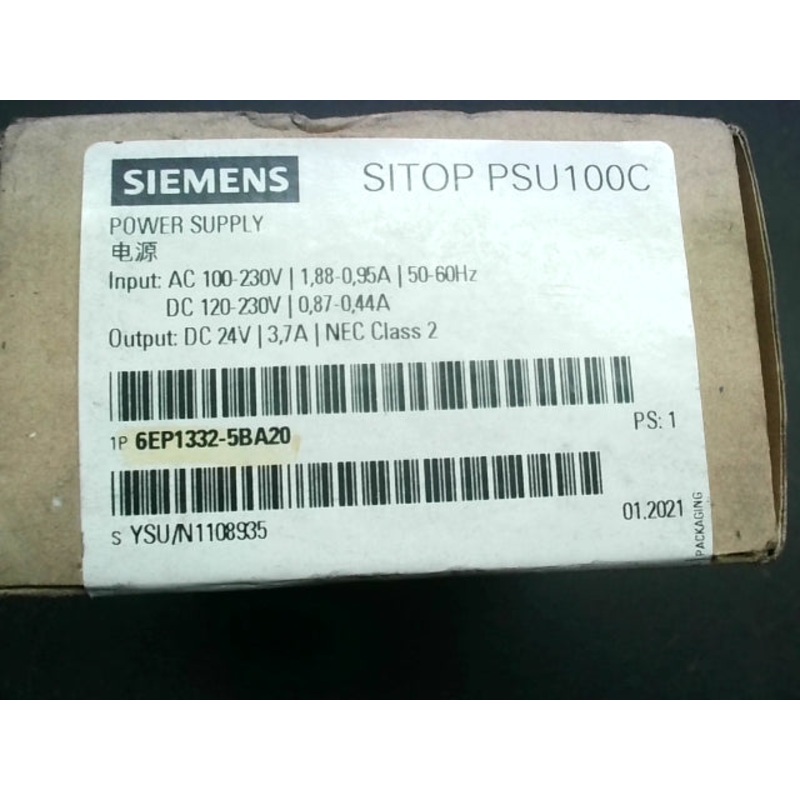 SIEMENS
SITOP PSU100C
POWER SUPPLY
电源
Input: AC 100-230V | 1,88-0,95A | 50-60Hz
DC 120-230V | 0,87-0,44A
Output: DC 24V | 3,7A | NEC Class 2
PS: 1
1P 6EP1332-5BA20
01.2021
S YSU/N1108935
PACKAGING